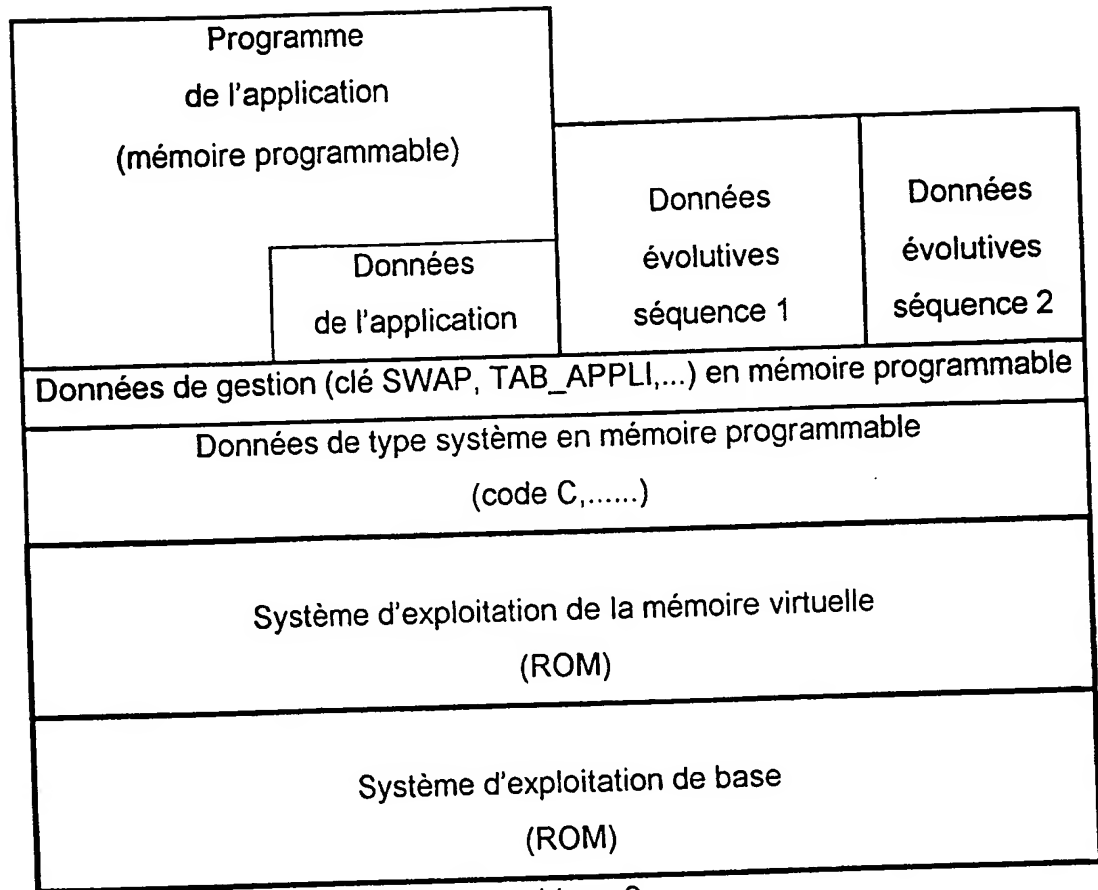 Programme
de l'application
(mémoire programmable)
Données
de l'application
Données
évolutives
séquence 1
Données
évolutives
séquence 2
Données de gestion (clé SWAP, TAB_APPLI,...) en mémoire programmable
Données de type système en mémoire programmable
(code C,......)
Système d'exploitation de la mémoire virtuelle
(ROM)
Système d'exploitation de base
(ROM)